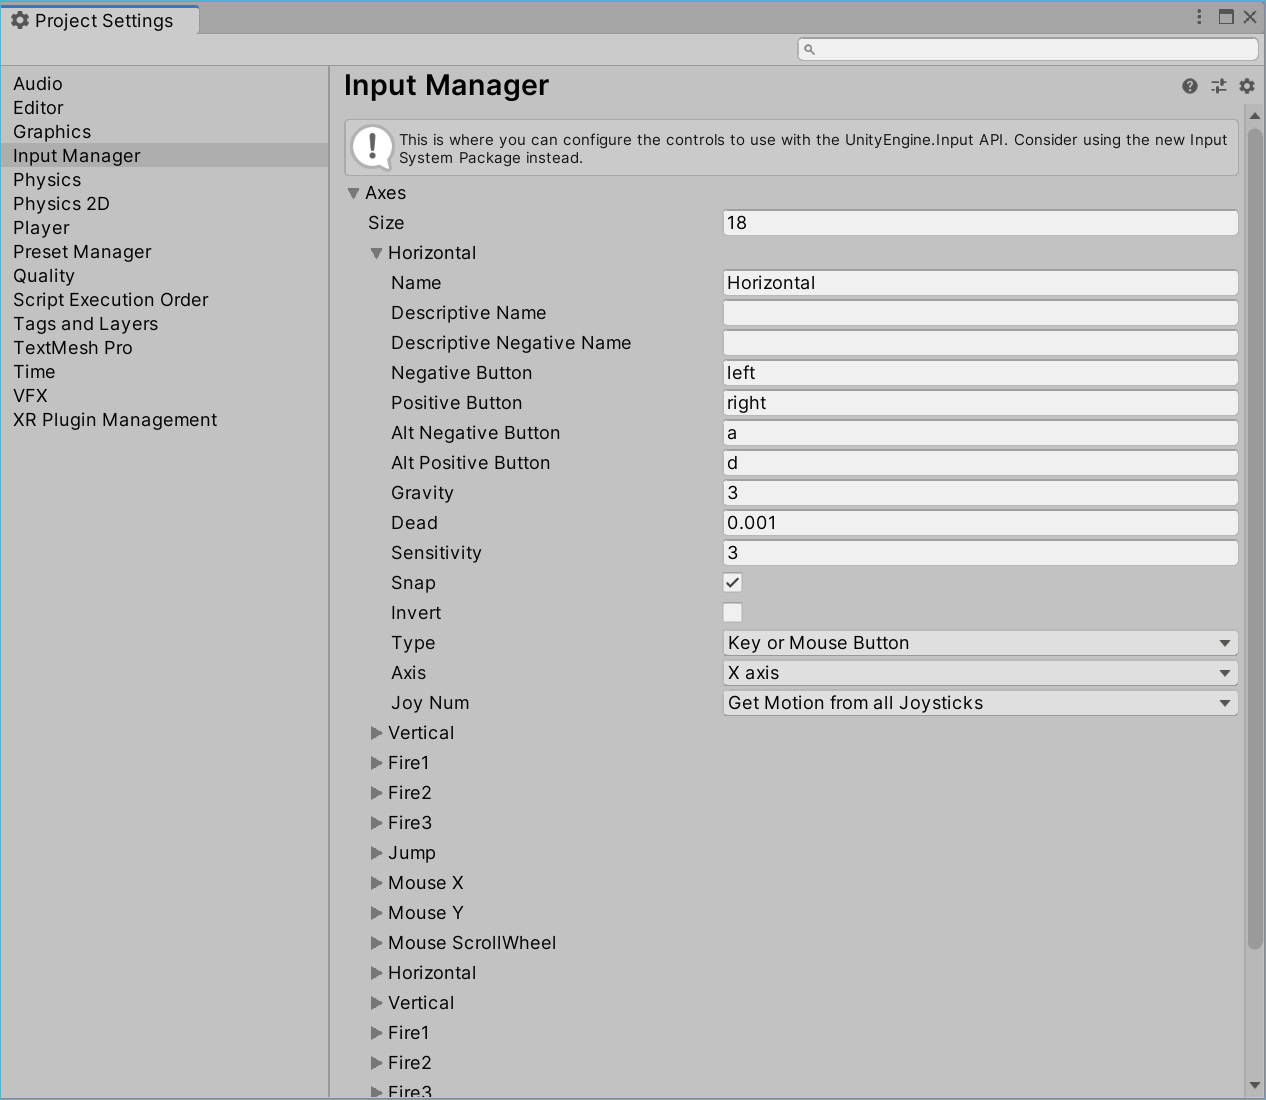 Project Settings
Audio
Editor
Graphics
Input Manager
Physics
Physics 2D
Player
Preset Manager
Quality
Script Execution Order
Tags and Layers
TextMesh Pro
Time
VFX
XR Plugin Management
Input Manager
This is where you can configure the controls to use with the UnityEngine.Input API. Consider using the new Input
System Package instead.
Axes
Size 18
Horizontal
Name Horizontal
Descriptive Name
Descriptive Negative Name
Negative Button left
Positive Button right
Alt Negative Button a
Alt Positive Button d
Gravity 3
Dead 0.001
Sensitivity 3
Snap
Invert
Type Key or Mouse Button
Axis X axis
Joy Num Get Motion from all Joysticks
Vertical
Fire1
Fire2
Fire3
Jump
Mouse X
Mouse Y
Mouse ScrollWheel
Horizontal
Vertical
Fire1
Fire2
Fire3